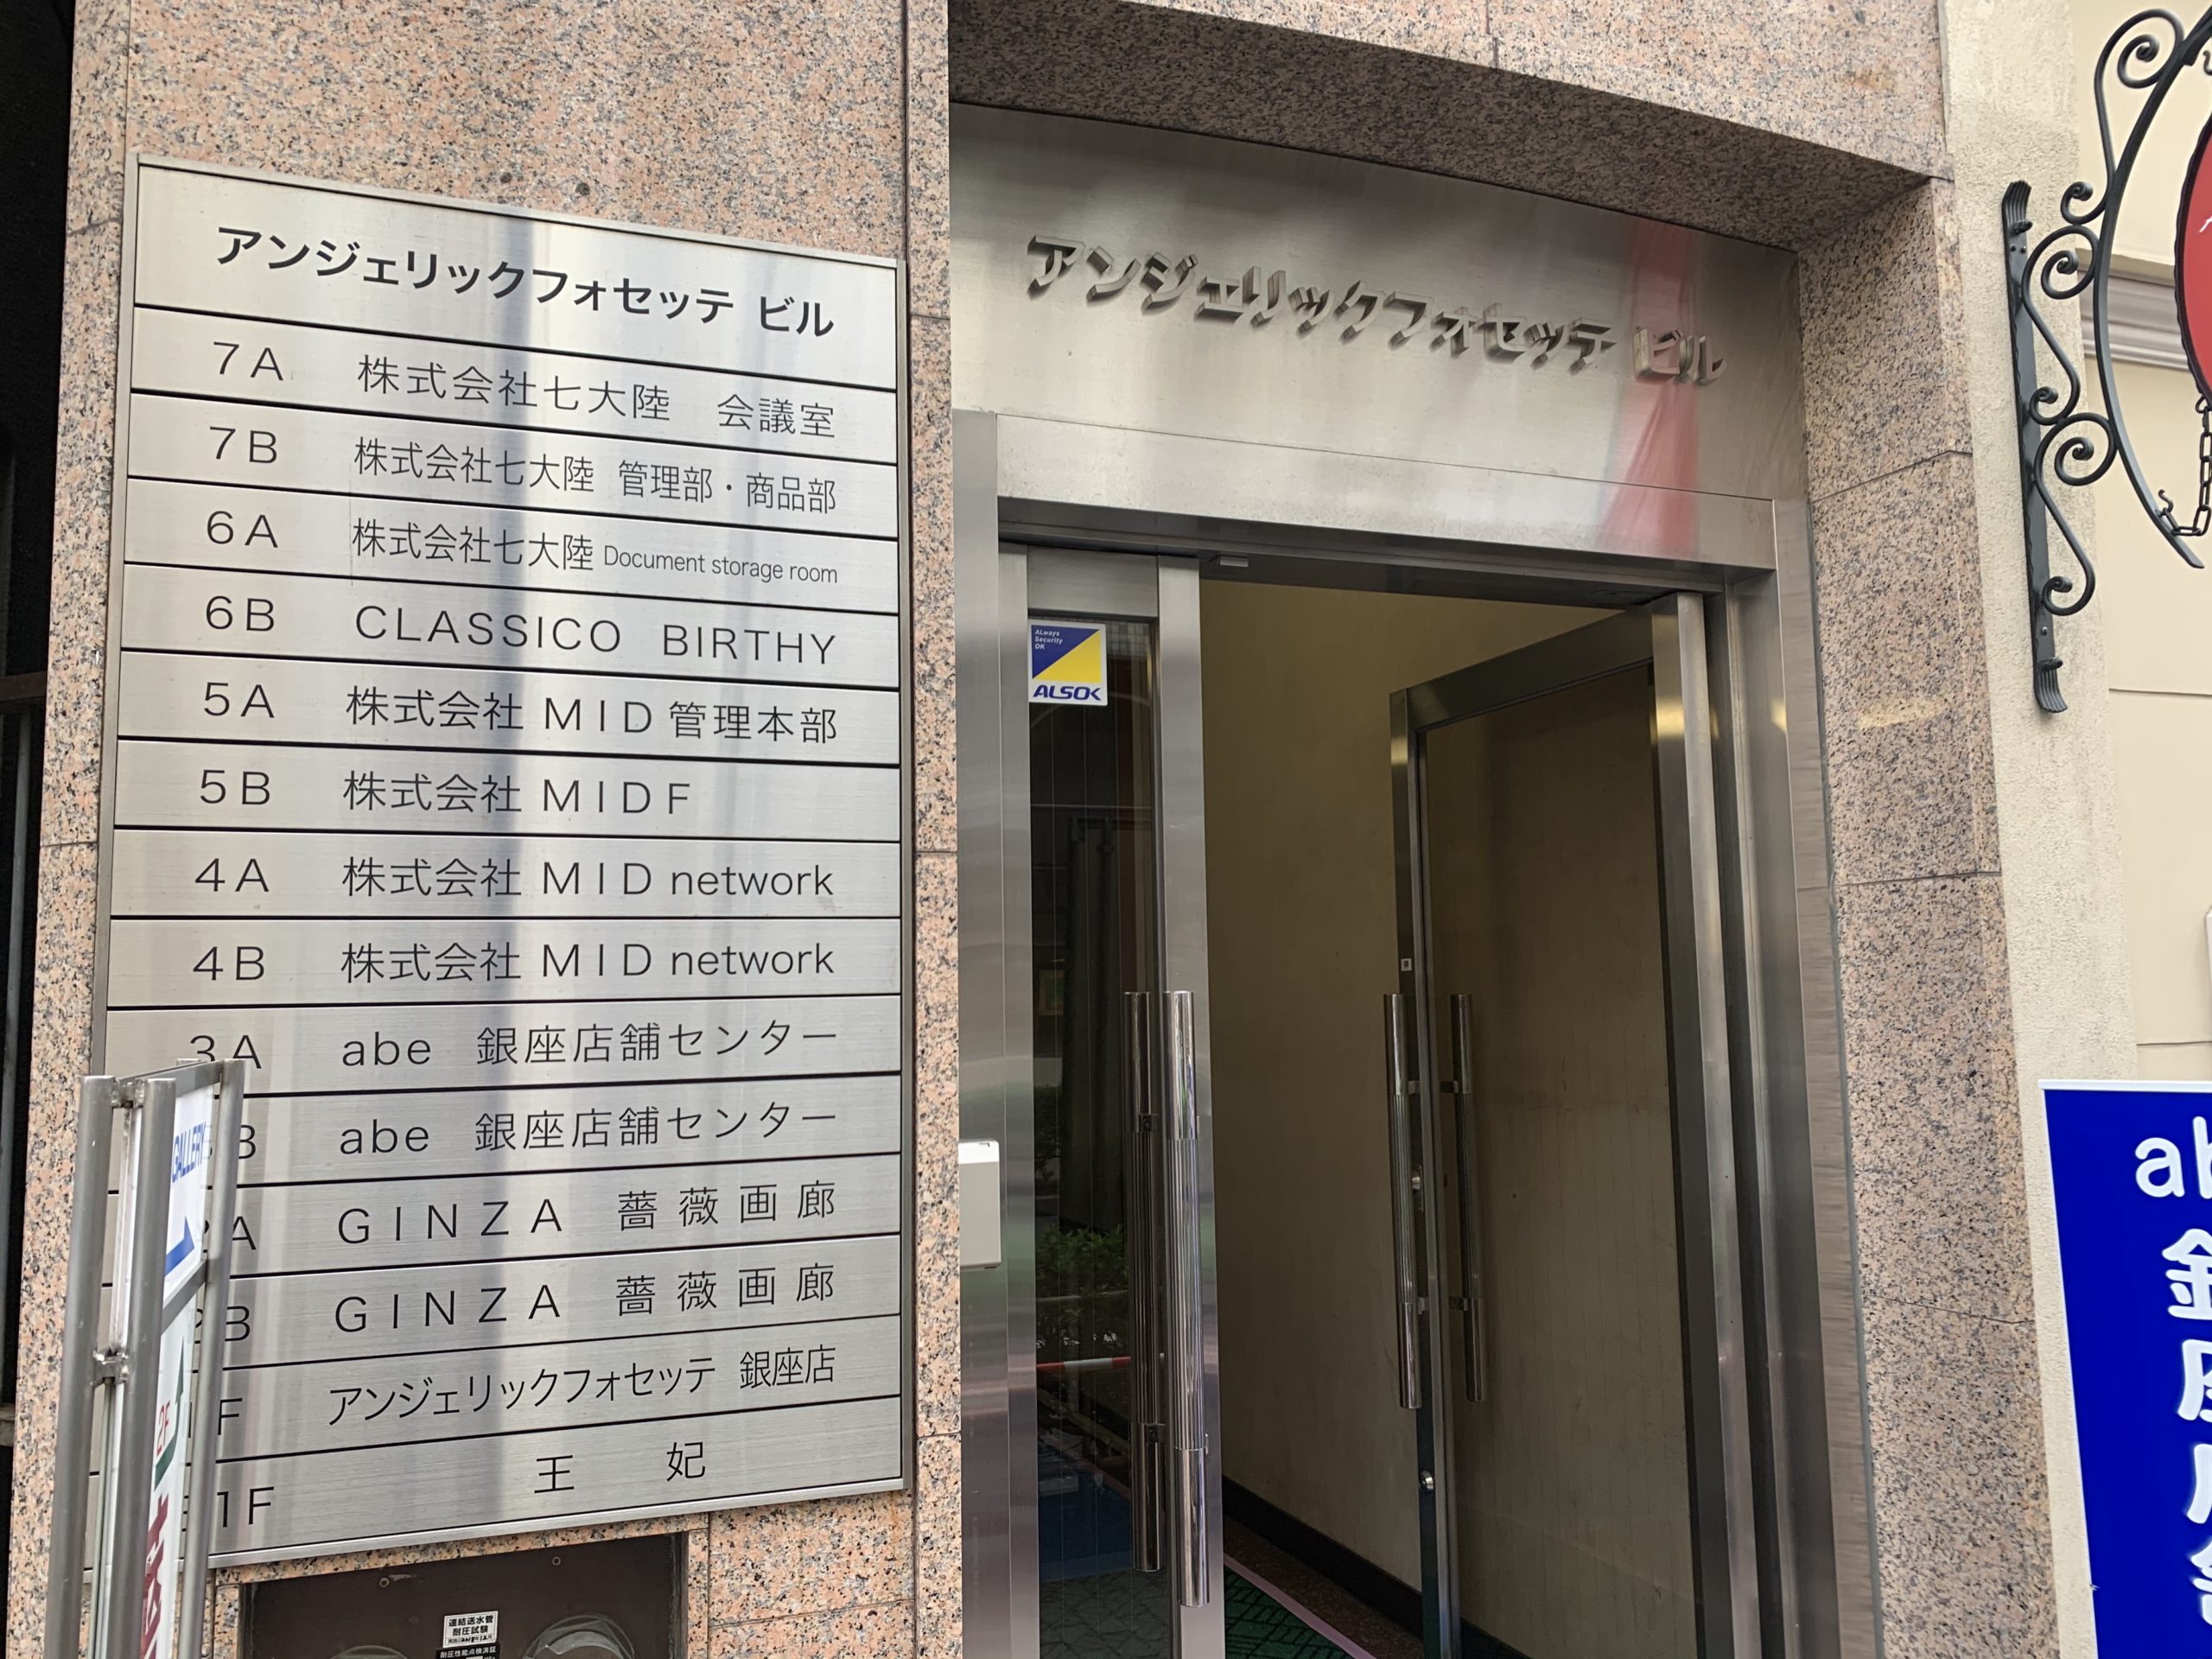 アンジェリックフォセッテ ビル
7A 株式会社七大陸 会議室
7B 株式会社七大陸 管理部・商品部
6A 株式会社七大陸 Document storage room
6B CLASSICO BIRTHY
5A 株式会社 MID 管理本部
5B 株式会社 MIDF
4A 株式会社 MID network
4B 株式会社 MID network
3A abe 銀座店舗センター
B abe 銀座店舗センター
2A GINZA 薔薇画廊
2B GINZA 薔薇画廊
F アンジェリックフォセッテ 銀座店
1F 王妃
GALLERY
2F
連結送水管
耐圧試験
アンジェリックフォセッテ ビル
ALways
Security
OK
ALSOK
ab